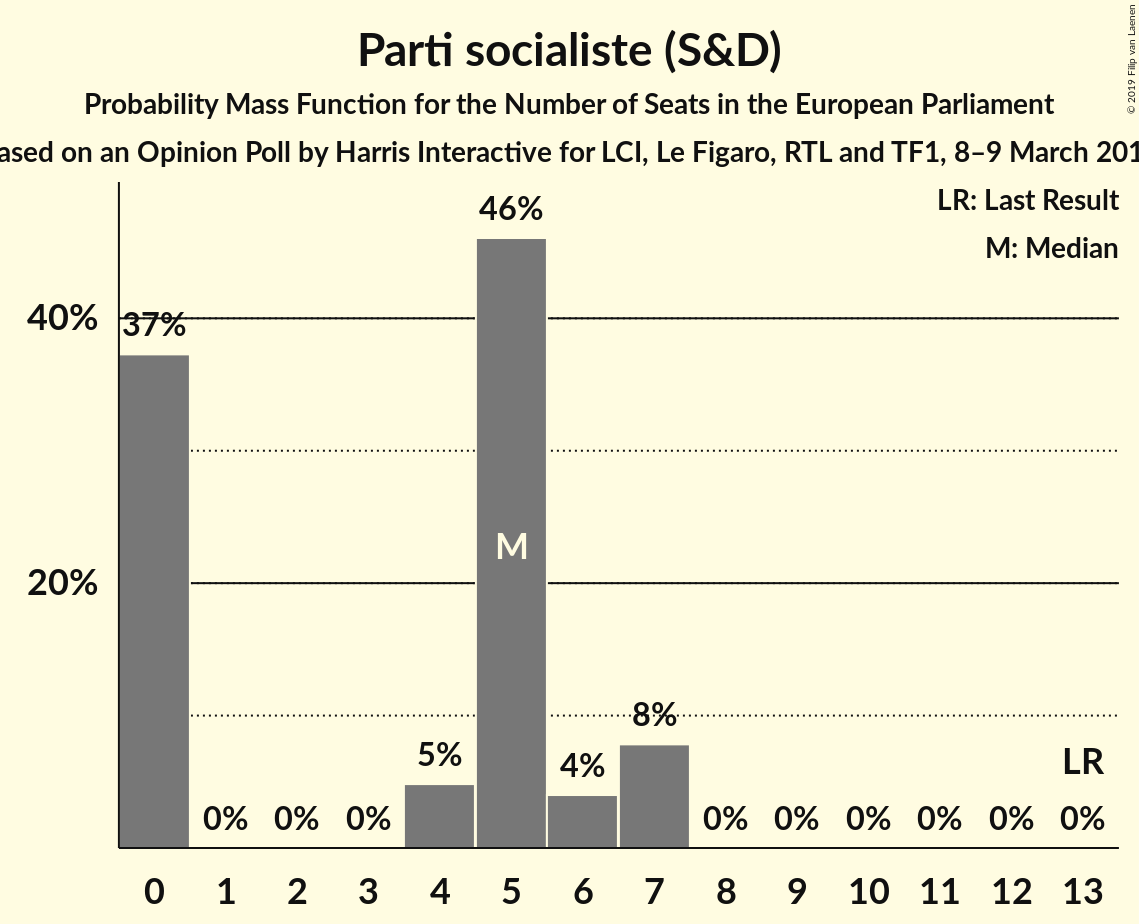 Parti socialiste (S&D)
Probability Mass Function for the Number of Seats in the European Parliament
ased on an Opinion Poll by Harris Interactive for LCI, Le Figaro, RTL and TF1, 8–9 March 201
© 2019 Filip van Laenen
LR: Last Result
M: Median
46%
40%
37%
M
20%
8%
5%
4%
LR
0% 0% 0% 0% 0% 0% 0% 0% 0%
0 1 2 3 4 5 6 7 8 9 10 11 12 13